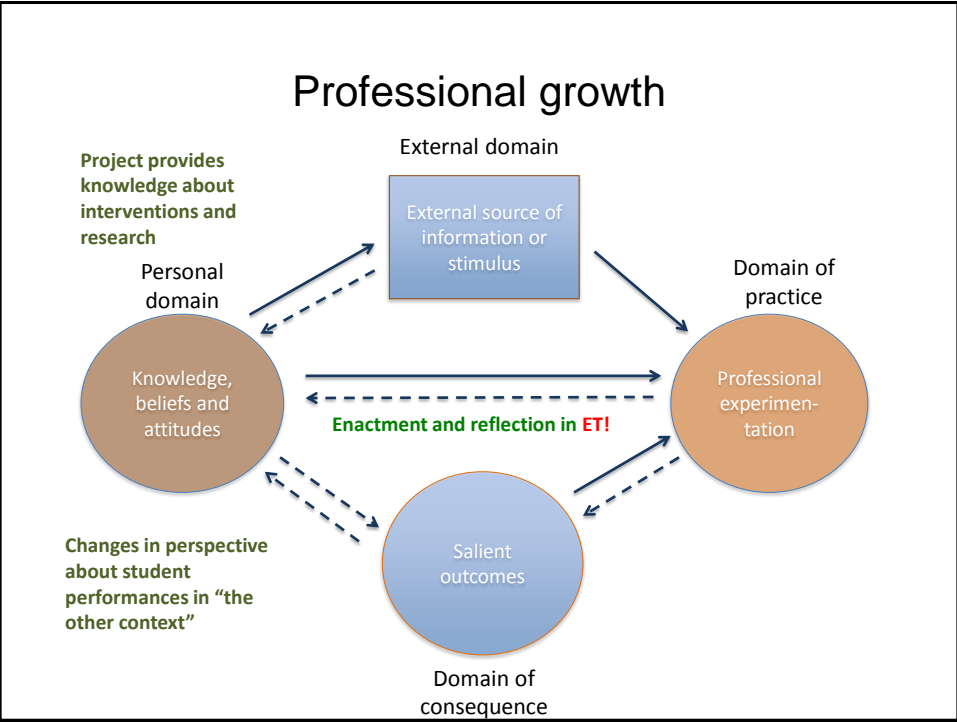 Professional growth
External domain
Project provides
knowledge about
interventions and
research
External source of
information or
stimulus
Personal
domain
Domain of
practice
Knowledge,
beliefs and
attitudes
Professional
experimen-
tation
Enactment and reflection in ET!
Salient
outcomes
Changes in perspective
about student
performances in “the
other context”
Domain of
consequence